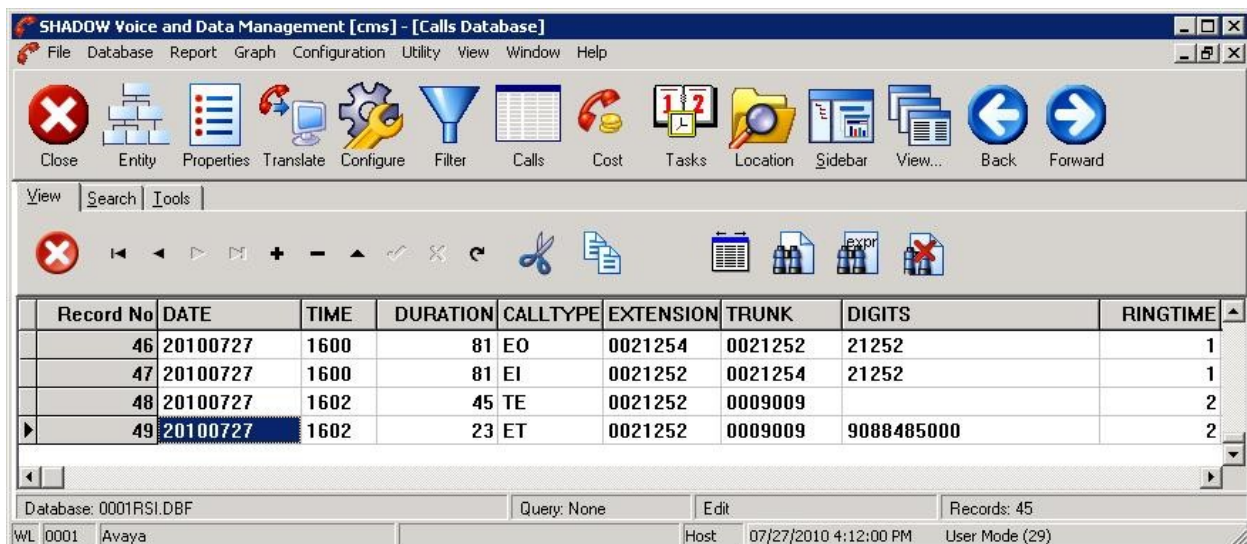 SHADOW Voice and Data Management [cms] - [Calls Database]
File Database Report Graph Configuration Utility View Window Help
Close Entity Properties Translate Configure Filter Calls Cost Tasks Location Sidebar View... Back Forward
View Search Tools
expr
Record No DATE TIME DURATION CALLTYPE EXTENSION TRUNK DIGITS RINGTIME
46 20100727 1600 81 EO 0021254 0021252 21252 1
47 20100727 1600 81 EI 0021252 0021254 21252 1
48 20100727 1602 45 TE 0021252 0009009 2
49 20100727 1602 23 ET 0021252 0009009 9088485000 2
Database: 0001RSI.DBF Query: None Edit Records: 45
WL 0001 Avaya Host 07/27/2010 4:12:00 PM User Mode (29)